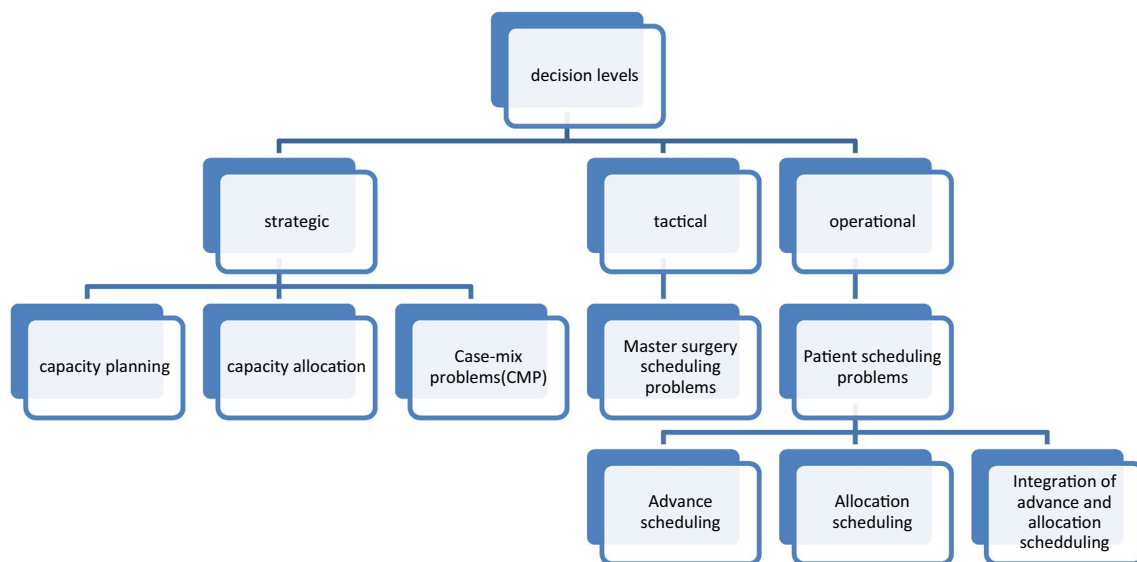 decision levels
strategic
tactical
operational
capacity planning
capacity allocation
Case-mix
problems(CMP)
Master surgery
scheduling
problems
Patient scheduling
problems
Advance
scheduling
Allocation
scheduling
Integration of
advance and
allocation
schedduling